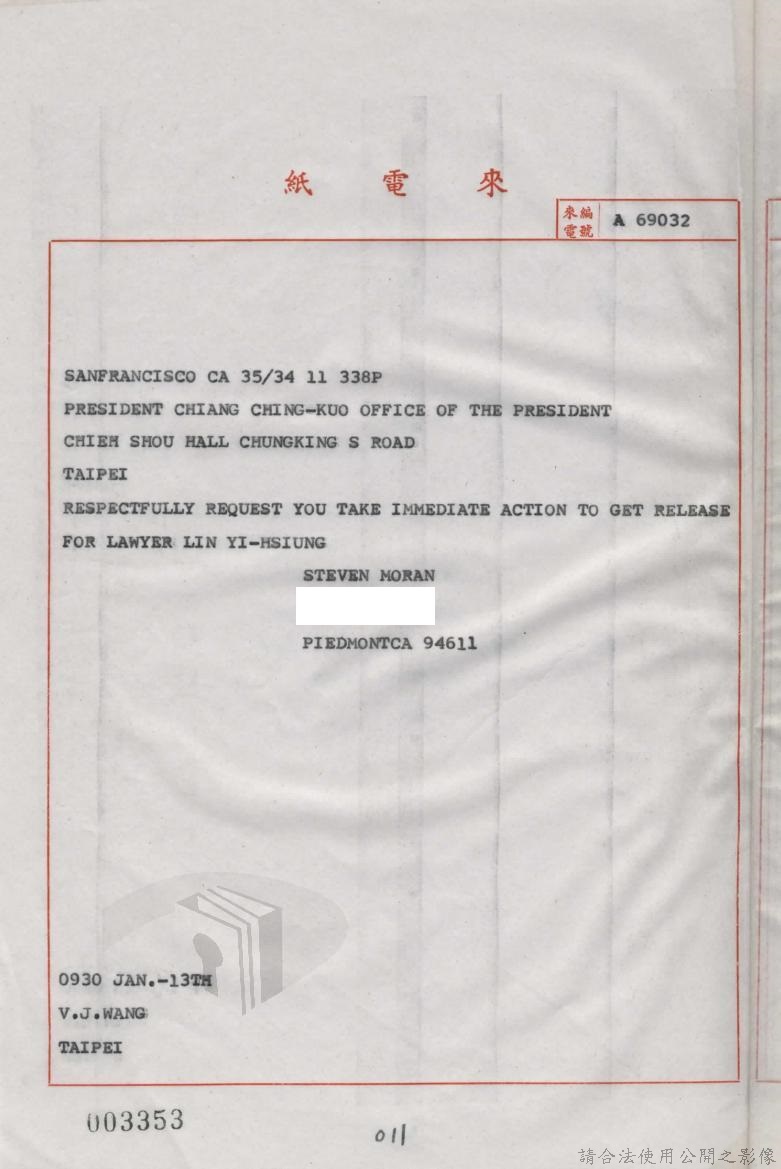 紙電來
來電編號 A 69032
SANFRANCISCO CA 35/34 11 338P
PRESIDENT CHIANG CHING-KUO OFFICE OF THE PRESIDENT
CHIEH SHOU HALL CHUNGKING S ROAD
TAIPEI
RESPECTFULLY REQUEST YOU TAKE IMMEDIATE ACTION TO GET RELEASE
FOR LAWYER LIN YI-HSIUNG
STEVEN MORAN
PIEDMONTCA 94611
0930 JAN.-13TH
V.J.WANG
TAIPEI
003353
011
請合法使用公開之影像